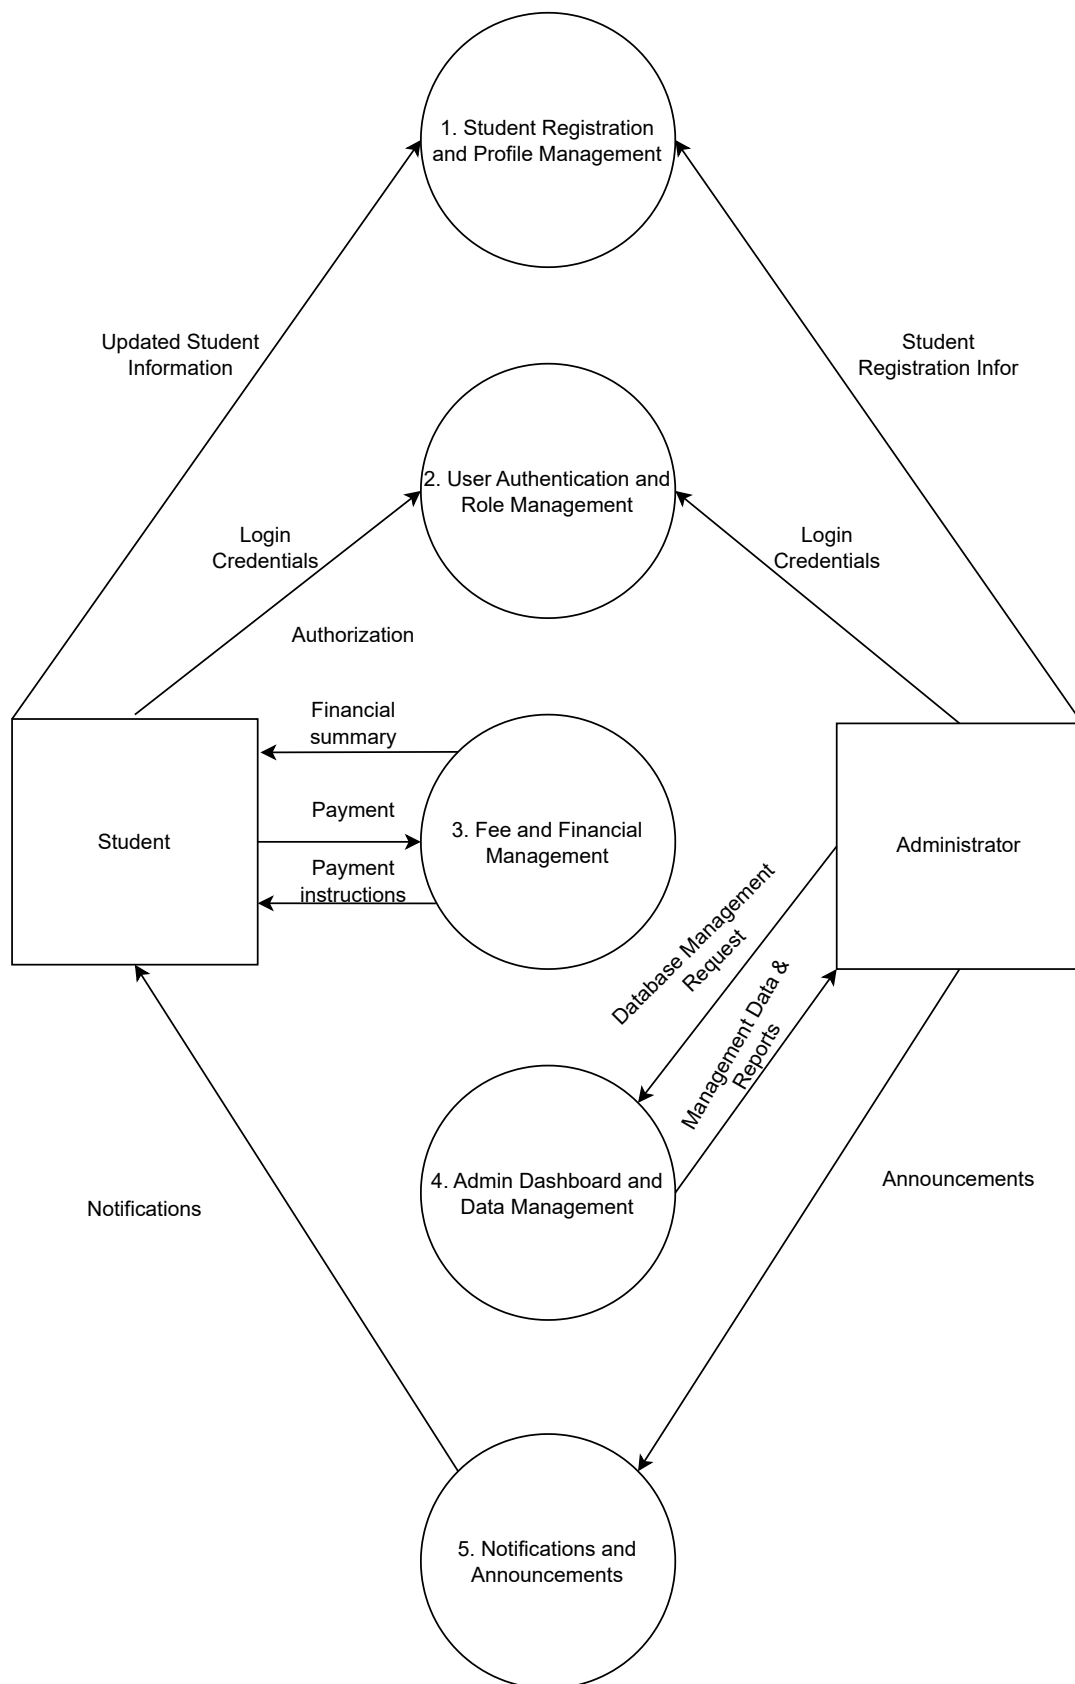 1. Student Registration
and Profile Management
Updated Student
Information
Student
Registration Infor
2. User Authentication and
Role Management
Login
Credentials
Login
Credentials
Authorization
Financial
summary
Payment
Payment
instructions
Student
3. Fee and Financial
Management
Administrator
Database Management
Request
Management Data &
Reports
4. Admin Dashboard and
Data Management
Notifications
Announcements
5. Notifications and
Announcements